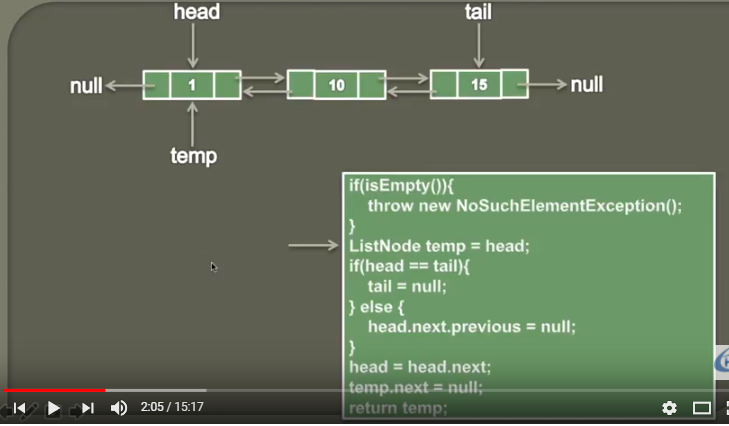 head
tail
null
1
10
15
null
temp
if(isEmpty()){
throw new NoSuchElementException();
}
ListNode temp = head;
if(head == tail){
tail = null;
} else {
head.next.previous = null;
}
head = head.next;
temp.next = null;
return temp;
2:05 / 15:17